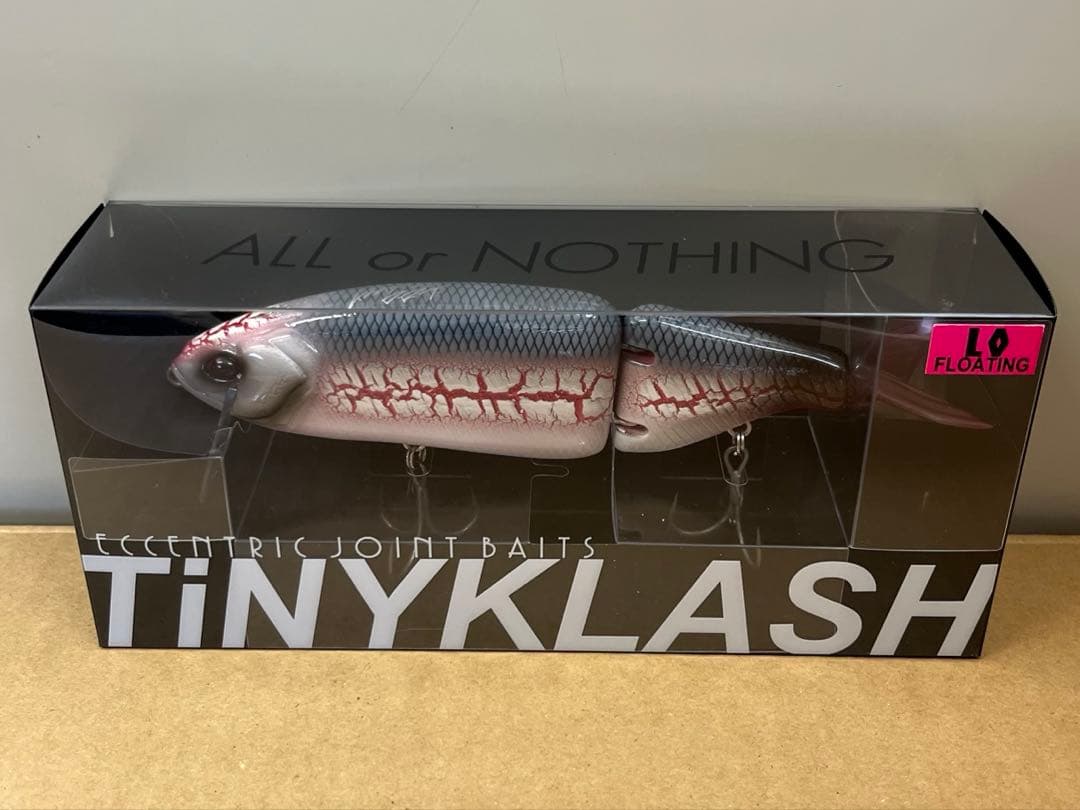 ALL or NOTHING
LO
FLOATING
ECCENTRIC JOINT BAITS
TiNYKLASH